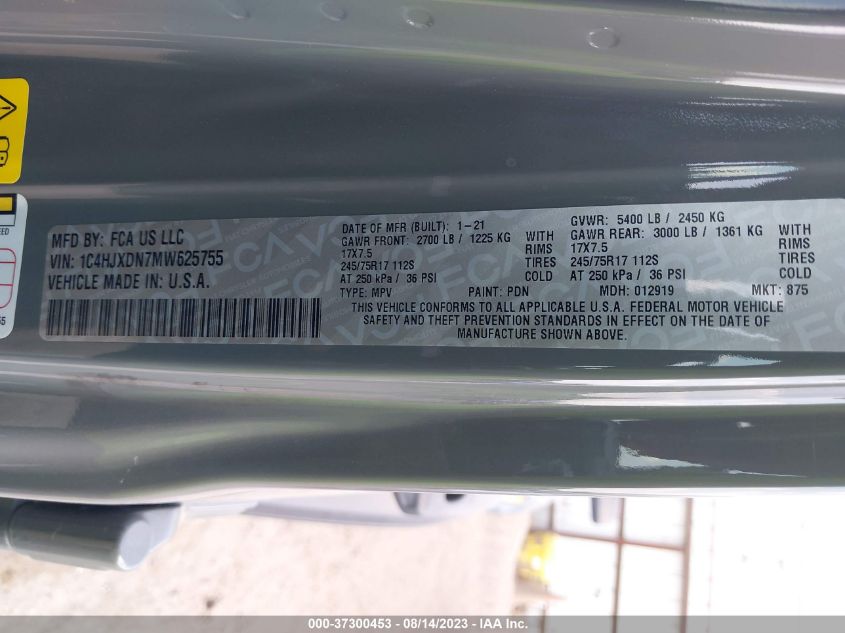 MFD BY: FCA US LLC
VIN: 1C4HJXDN7MW625755
VEHICLE MADE IN: U.S.A.
DATE OF MFR (BUILT): 1-21
GAWR FRONT: 2700 LB / 1225 KG WITH
17X7.5 RIMS
245/75R17 112S TIRES
AT 250 kPa / 36 PSI COLD
TYPE: MPV PAINT: PDN
GVWR: 5400 LB / 2450 KG
GAWR REAR: 3000 LB / 1361 KG WITH
17X7.5 RIMS
245/75R17 112S TIRES
AT 250 kPa / 36 PSI COLD
MDH: 012919 MKT: 875
THIS VEHICLE CONFORMS TO ALL APPLICABLE U.S.A. FEDERAL MOTOR VEHICLE
SAFETY AND THEFT PREVENTION STANDARDS IN EFFECT ON THE DATE OF
MANUFACTURE SHOWN ABOVE.
000-37300453 - 08/14/2023 - IAA Inc.